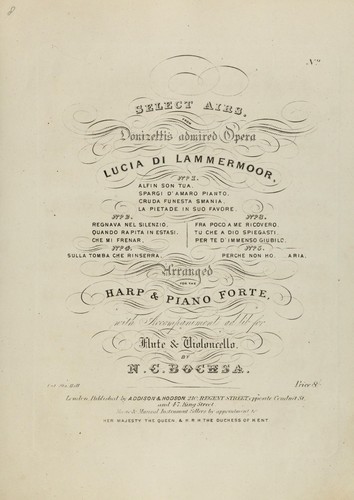 No.
SELECT AIRS,
FROM
Donizetti's admired Opera
LUCIA DI LAMMERMOOR,
No. 1.
ALFIN SON TUA.
SPARGI D'AMARO PIANTO.
CRUDA FUNESTA SMANIA.
LA PIETADE IN SUO FAVORE.
No. 2.
REGNAVA NEL SILENZIO.
QUANDO RAPITA IN ESTASI.
CHE MI FRENAR.
No. 3.
FRA POCO A ME RICOVERO.
TU CHE A DIO SPIEGASTI.
PER TE D'IMMENSO GIUBILO.
No. 4.
SULLA TOMBA CHE RINSERRA.
No. 5.
PERCHE NON HO. ARIA.
Arranged
FOR THE
HARP & PIANO FORTE,
with Accompaniment ad lib for
Flute & Violoncello,
BY
N. C. BOCHSA.
Ent. Sta. Hall
Price
London, Published by ADDISON & HODSON, 210, REGENT STREET, opposite Conduit St.
and 47, King Street
Music & Musical Instrument Sellers by appointment to
HER MAJESTY THE QUEEN & H R H THE DUCHESS OF KENT.